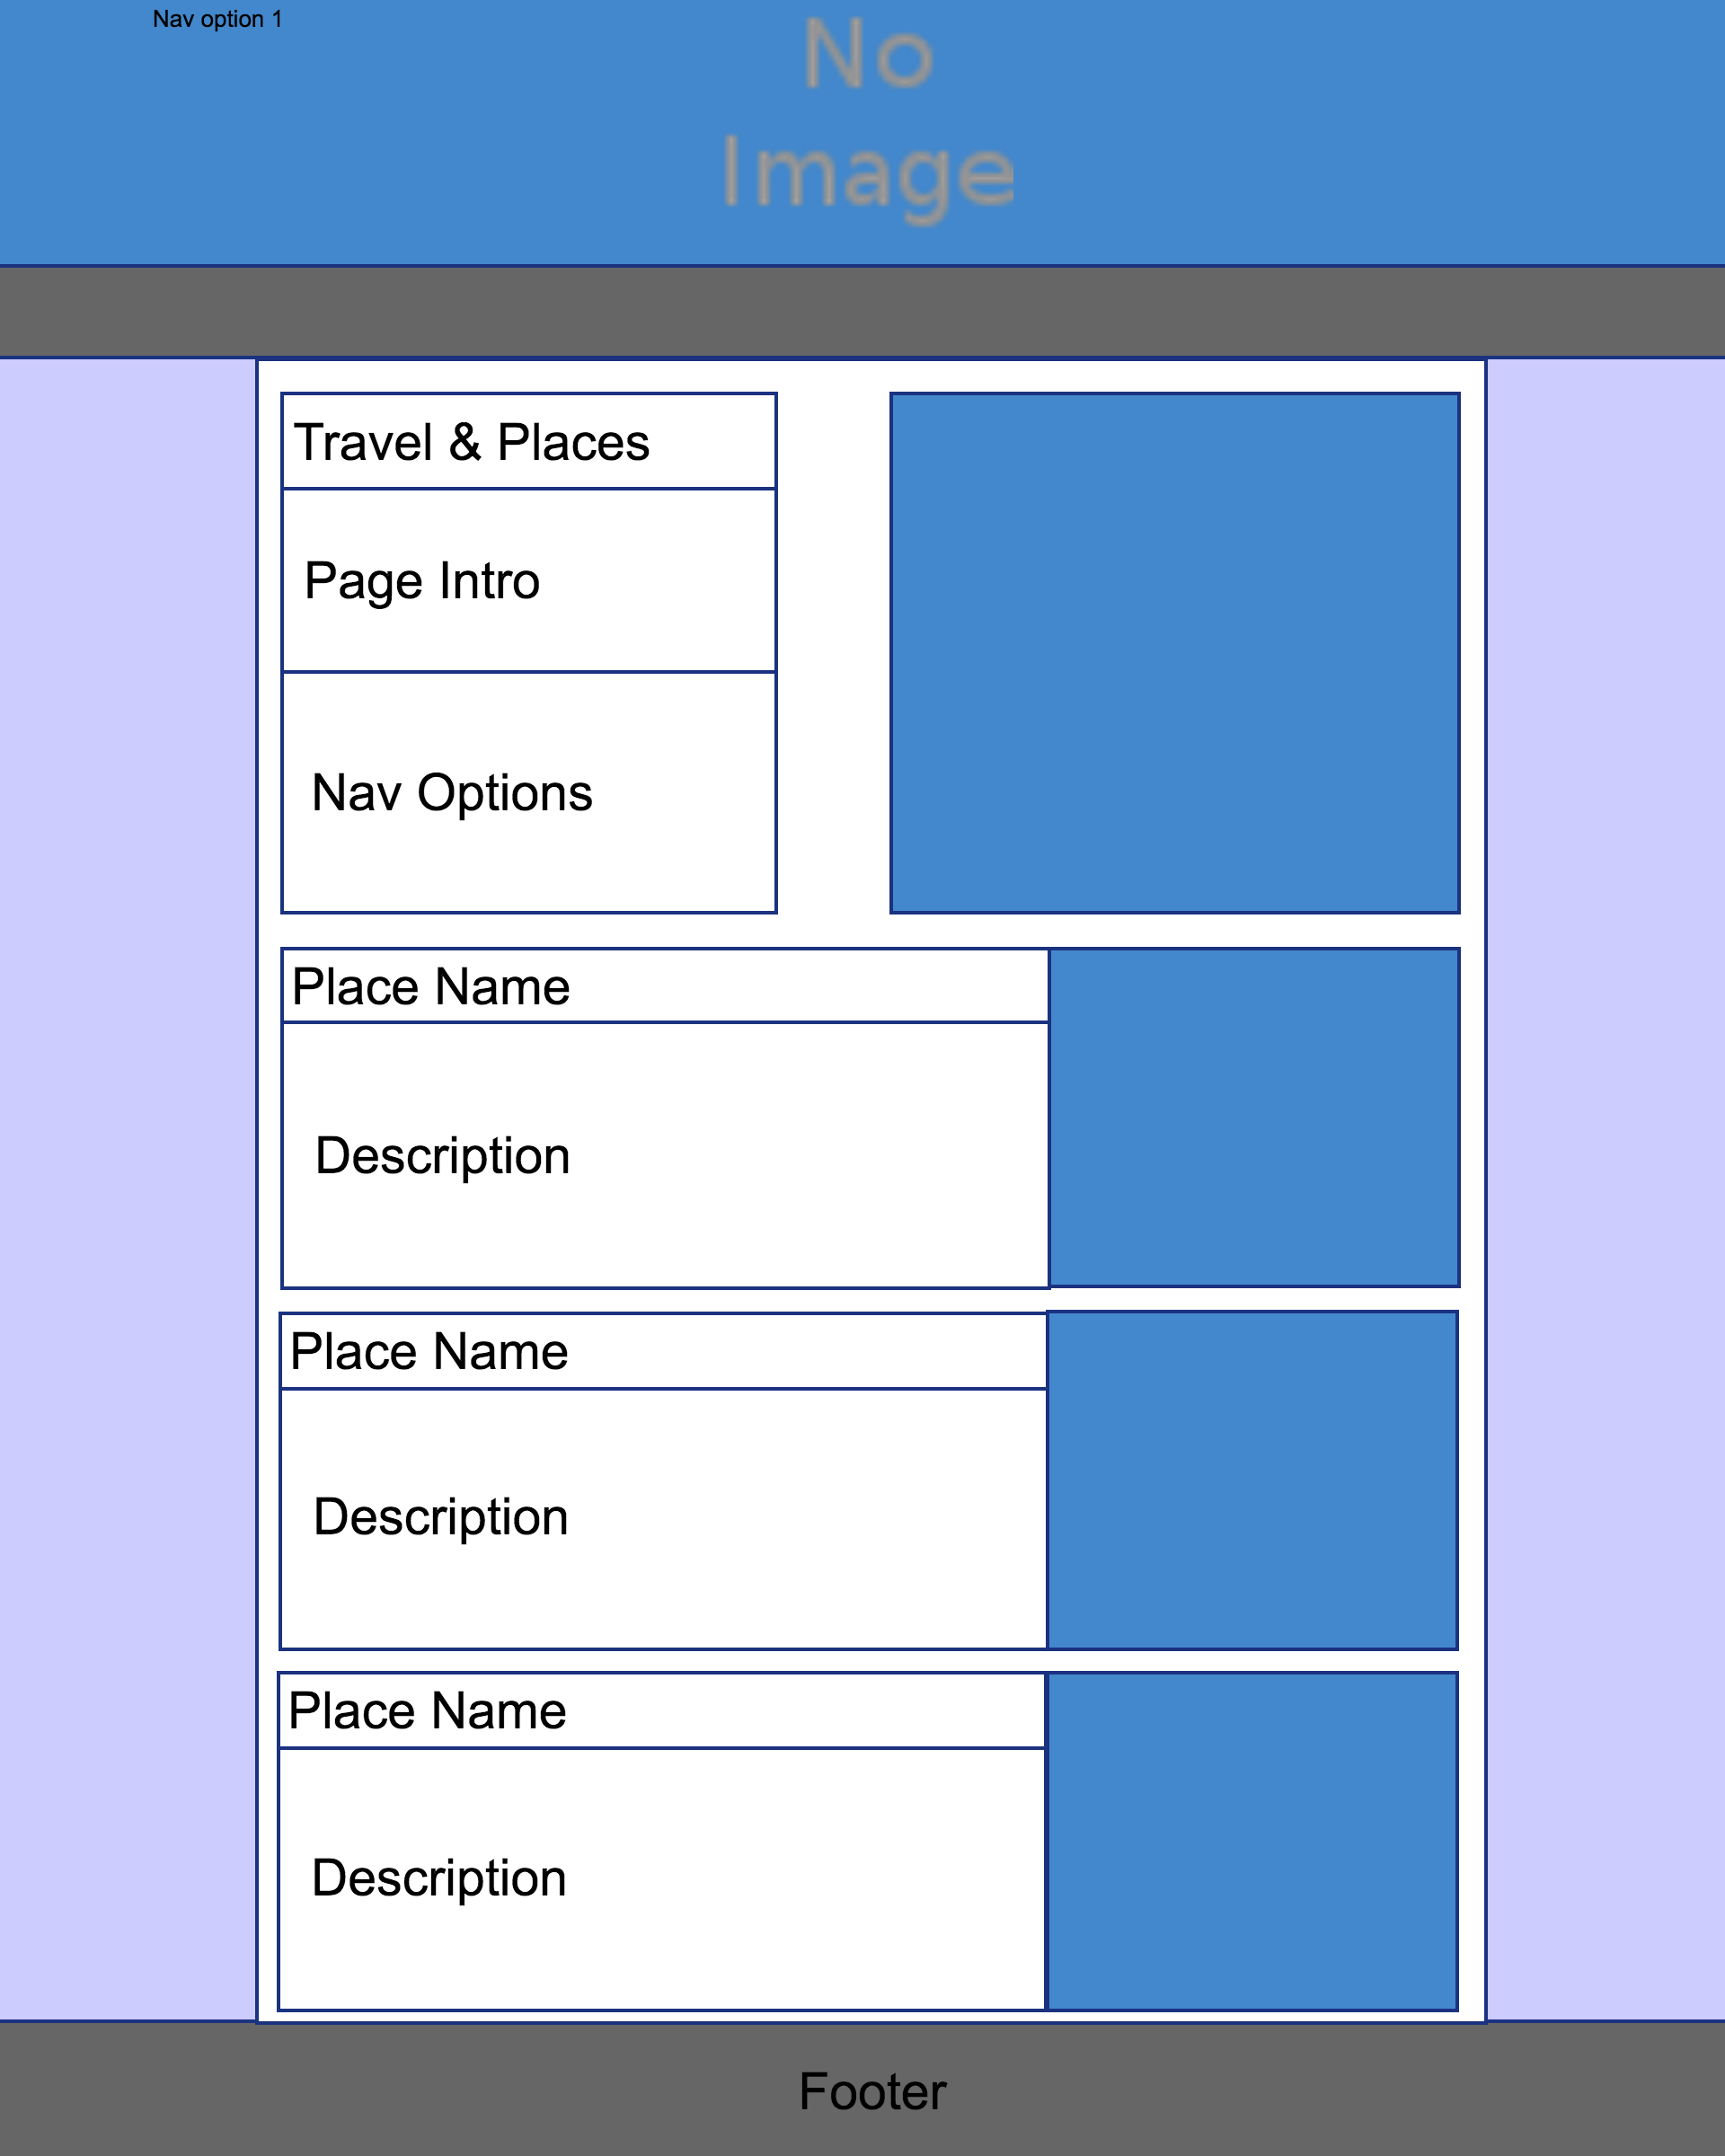 Nav option 1
No
Image
Travel & Places
Page Intro
Nav Options
Place Name
Description
Place Name
Description
Place Name
Description
Footer